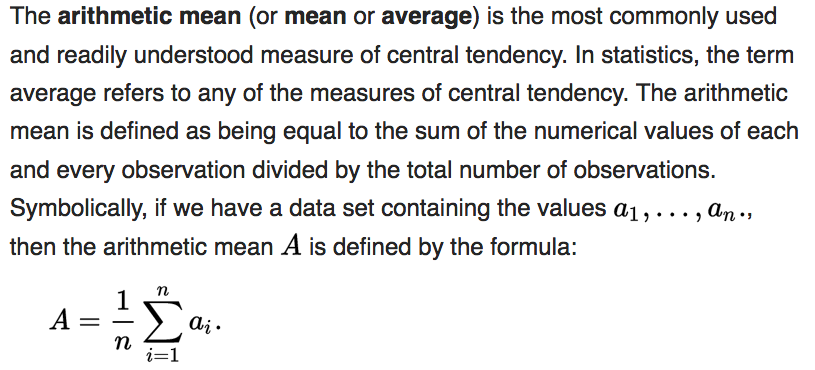 The arithmetic mean (or mean or average) is the most commonly used
and readily understood measure of central tendency. In statistics, the term
average refers to any of the measures of central tendency. The arithmetic
mean is defined as being equal to the sum of the numerical values of each
and every observation divided by the total number of observations.
Symbolically, if we have a data set containing the values a₁, . . . , aₙ.,
then the arithmetic mean A is defined by the formula:
A = \frac{1}{n} \sum_{i=1}^{n} a_i.